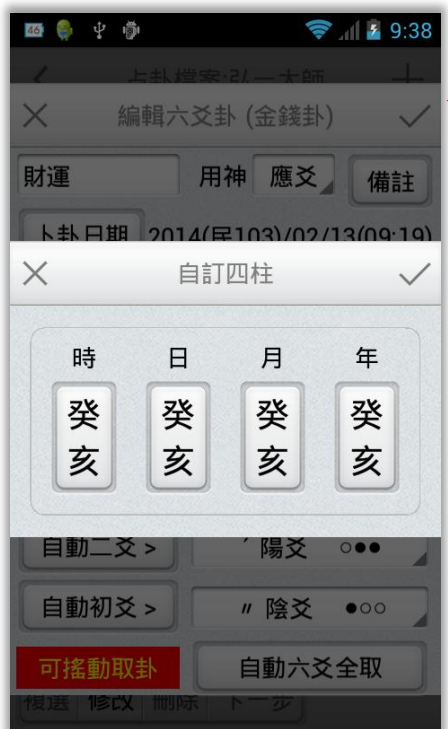 46 9:38
占卦檔案:弘一大師
編輯六爻卦 (金錢卦)
財運 用神 應爻 備註
卜卦日期 2014(民103)/02/13(09:19)
自訂四柱
時 日 月 年
癸 癸 癸 癸
亥 亥 亥 亥
自動二爻 > ′ 陽爻 ○●●
自動初爻 > 〃 陰爻 ●○○
可搖動取卦 自動六爻全取
複選 修改 刪除 下一步